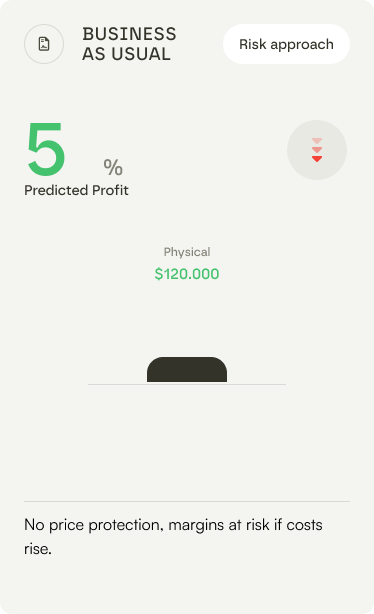 BUSINESS
AS USUAL
Risk approach
5 %
Predicted Profit
Physical
$120.000
No price protection, margins at risk if costs
rise.